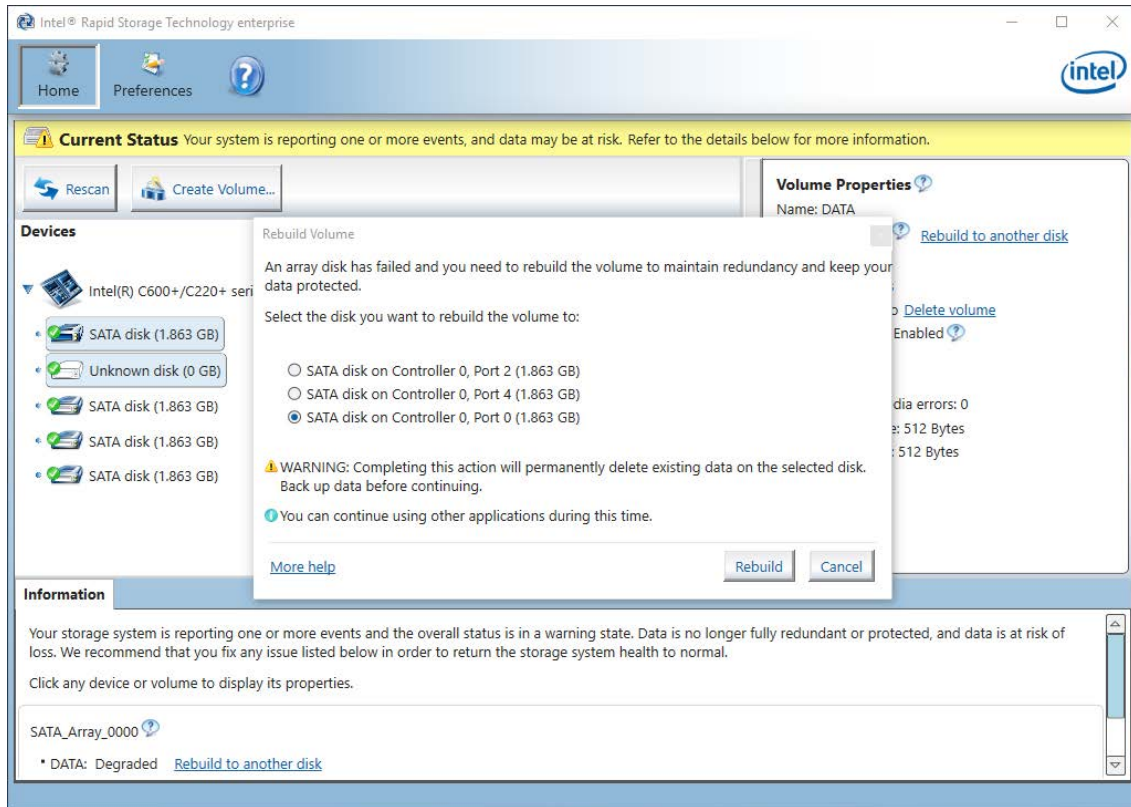 Intel® Rapid Storage Technology enterprise
Home
Preferences
intel
Current Status Your system is reporting one or more events, and data may be at risk. Refer to the details below for more information.
Rescan
Create Volume...
Devices
Intel(R) C600+/C220+ seri
SATA disk (1.863 GB)
Unknown disk (0 GB)
SATA disk (1.863 GB)
SATA disk (1.863 GB)
SATA disk (1.863 GB)
Volume Properties
Name: DATA
Rebuild to another disk
Delete volume
Enabled
dia errors: 0
: 512 Bytes
: 512 Bytes
Rebuild Volume
An array disk has failed and you need to rebuild the volume to maintain redundancy and keep your
data protected.
Select the disk you want to rebuild the volume to:
SATA disk on Controller 0, Port 2 (1.863 GB)
SATA disk on Controller 0, Port 4 (1.863 GB)
SATA disk on Controller 0, Port 0 (1.863 GB)
WARNING: Completing this action will permanently delete existing data on the selected disk.
Back up data before continuing.
You can continue using other applications during this time.
More help
Rebuild
Cancel
Information
Your storage system is reporting one or more events and the overall status is in a warning state. Data is no longer fully redundant or protected, and data is at risk of
loss. We recommend that you fix any issue listed below in order to return the storage system health to normal.
Click any device or volume to display its properties.
SATA_Array_0000
• DATA: Degraded Rebuild to another disk